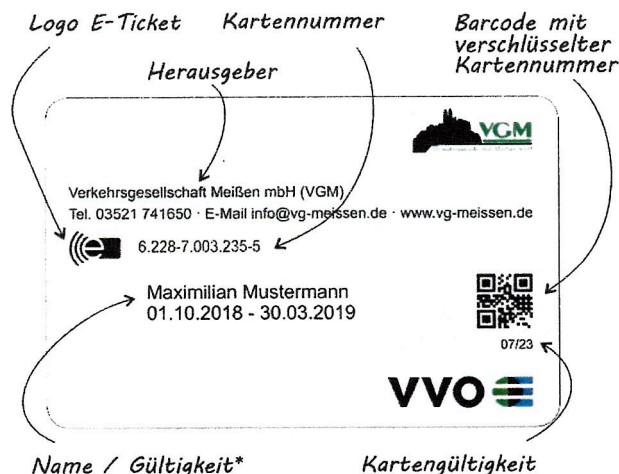 Logo E-Ticket
Kartennummer
Barcode mit
verschlüsselter
Kartennummer
Herausgeber
VGM
Verkehrsgesellschaft Meißen mbH (VGM)
Tel. 03521 741650 · E-Mail info@vg-meissen.de · www.vg-meissen.de
e 6.228-7.003.235-5
Maximilian Mustermann
01.10.2018 - 30.03.2019
07/23
VVO
Name / Gültigkeit*
Kartengültigkeit